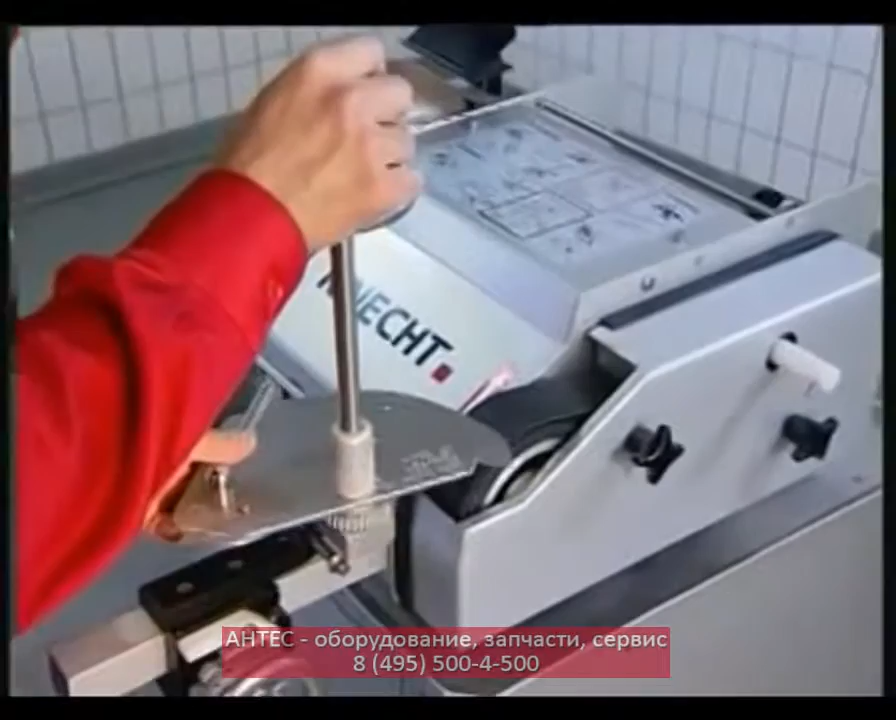 KNECHT
АНТЕС - оборудование, запчасти, сервис
8 (495) 500-4-500